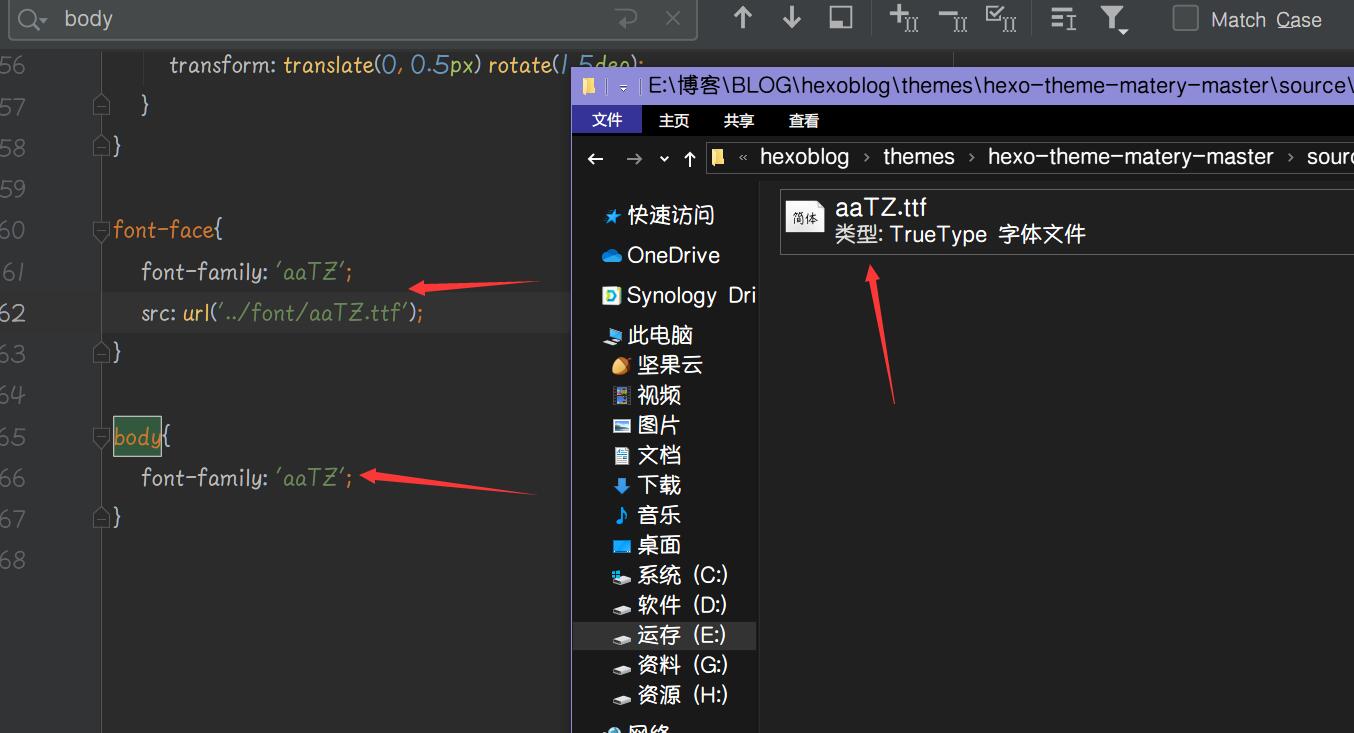 body
Match Case
56
transform: translate(0, 0.5px) rotate(1.5deg);
57
}
58
}
59
60
font-face{
61
font-family: 'aaTZ';
62
src: url('../font/aaTZ.ttf');
63
}
64
65
body{
66
font-family: 'aaTZ';
67
}
68
E:\博客\BLOG\hexoblog\themes\hexo-theme-matery-master\source\
文件 主页 共享 查看
« hexoblog › themes › hexo-theme-matery-master › sourc
快速访问
OneDrive
Synology Dri
此电脑
坚果云
视频
图片
文档
下载
音乐
桌面
系统 (C:)
软件 (D:)
运存 (E:)
资料 (G:)
资源 (H:)
网络
简体
aaTZ.ttf
类型: TrueType 字体文件